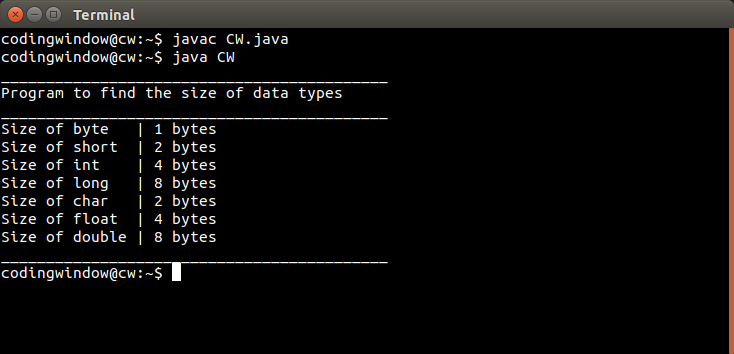 Terminal
codingwindow@cw:~$ javac CW.java
codingwindow@cw:~$ java CW
___________________________________________
Program to find the size of data types
___________________________________________
Size of byte   | 1 bytes
Size of short  | 2 bytes
Size of int    | 4 bytes
Size of long   | 8 bytes
Size of char   | 2 bytes
Size of float  | 4 bytes
Size of double | 8 bytes
___________________________________________
codingwindow@cw:~$